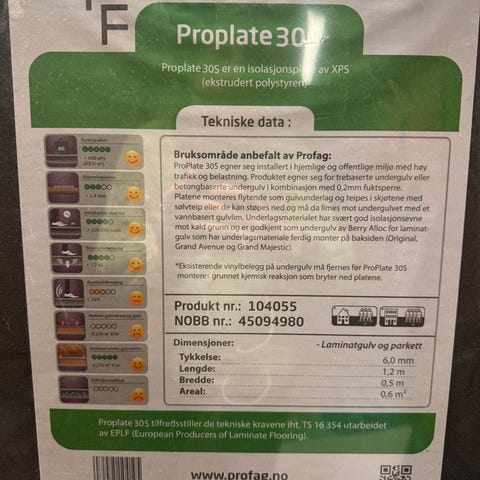 F
Proplate 30S
Proplate 30S er en isolasjonsplate av XPS
(ekstrudert polystyren)
Tekniske data :
Bruksområde anbefalt av Profag:
ProPlate 30S egner seg installert i hjemlige og offentlige miljø med høy
trafikk og belastning. Produktet egner seg for trebaserte undergulv eller
betongbaserte undergulv i kombinasjon med 0,2mm fuktsperre.
Platene monteres flytende som gulvunderlag og teipes i skjøtene med
sølvteip eller de kan støpes ned og må da limes mot undergulvet med et
vannbasert gulvlim. Underlagsmaterialet har svært god isolasjonsevne
mot kald grunn og er godkjent som undergulv av Berry Alloc for laminat-
gulv som har underlagsmateriale ferdig montert på baksiden (Original,
Grand Avenue og Grand Majestic).
*Eksisterende vinylbelegg på undergulv må fjernes før ProPlate 30S
monteres grunnet kjemisk reaksjon som bryter ned platene.
KG
Produkt nr.: 104055
NOBB nr.: 45094980
Dimensjoner: - Laminatgulv og parkett
Tykkelse: 6,0 mm
Lengde: 1,2 m
Bredde: 0,5 m
Areal: 0,6 m²
Proplate 30S tilfredsstiller de tekniske kravene iht. TS 16 354 utarbeidet
av EPLF (European Producers of Laminate Flooring).
www.profag.no